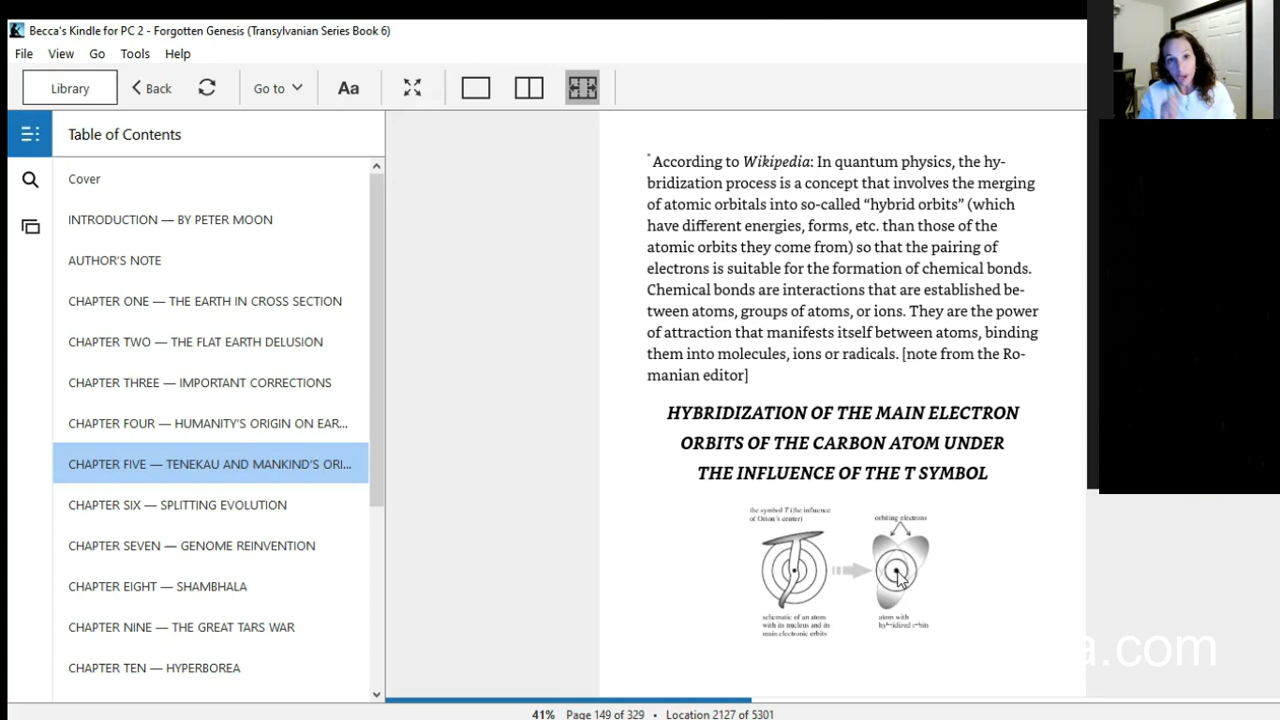 Becca's Kindle for PC 2 - Forgotten Genesis (Transylvanian Series Book 6)
File View Go Tools Help
Library Back Go to Aa
Table of Contents
Cover
INTRODUCTION — BY PETER MOON
AUTHOR'S NOTE
CHAPTER ONE — THE EARTH IN CROSS SECTION
CHAPTER TWO — THE FLAT EARTH DELUSION
CHAPTER THREE — IMPORTANT CORRECTIONS
CHAPTER FOUR — HUMANITY'S ORIGIN ON EAR...
CHAPTER FIVE — TENEKAU AND MANKIND'S ORI...
CHAPTER SIX — SPLITTING EVOLUTION
CHAPTER SEVEN — GENOME REINVENTION
CHAPTER EIGHT — SHAMBHALA
CHAPTER NINE — THE GREAT TARS WAR
CHAPTER TEN — HYPERBOREA
* According to Wikipedia: In quantum physics, the hy-
bridization process is a concept that involves the merging
of atomic orbitals into so-called “hybrid orbits” (which
have different energies, forms, etc. than those of the
atomic orbits they come from) so that the pairing of
electrons is suitable for the formation of chemical bonds.
Chemical bonds are interactions that are established be-
tween atoms, groups of atoms, or ions. They are the power
of attraction that manifests itself between atoms, binding
them into molecules, ions or radicals. [note from the Ro-
manian editor]
HYBRIDIZATION OF THE MAIN ELECTRON
ORBITS OF THE CARBON ATOM UNDER
THE INFLUENCE OF THE T SYMBOL
the symbol T (the influence
of Orion's center)
orbiting electrons
schematic of an atom
with its nucleus and its
main electronic orbits
atom with
hybridized orbits
a.com
41% Page 149 of 329 • Location 2127 of 5301